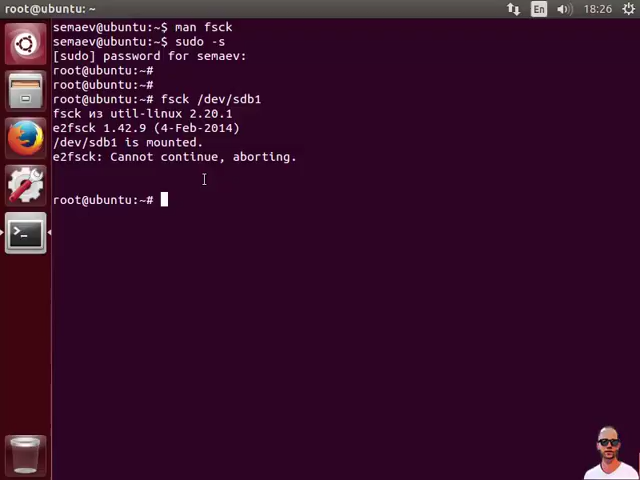 root@ubuntu: ~
En
18:26
semaev@ubuntu:~$ man fsck
semaev@ubuntu:~$ sudo -s
[sudo] password for semaev:
root@ubuntu:~#
root@ubuntu:~#
root@ubuntu:~# fsck /dev/sdb1
fsck из util-linux 2.20.1
e2fsck 1.42.9 (4-Feb-2014)
/dev/sdb1 is mounted.
e2fsck: Cannot continue, aborting.
root@ubuntu:~#